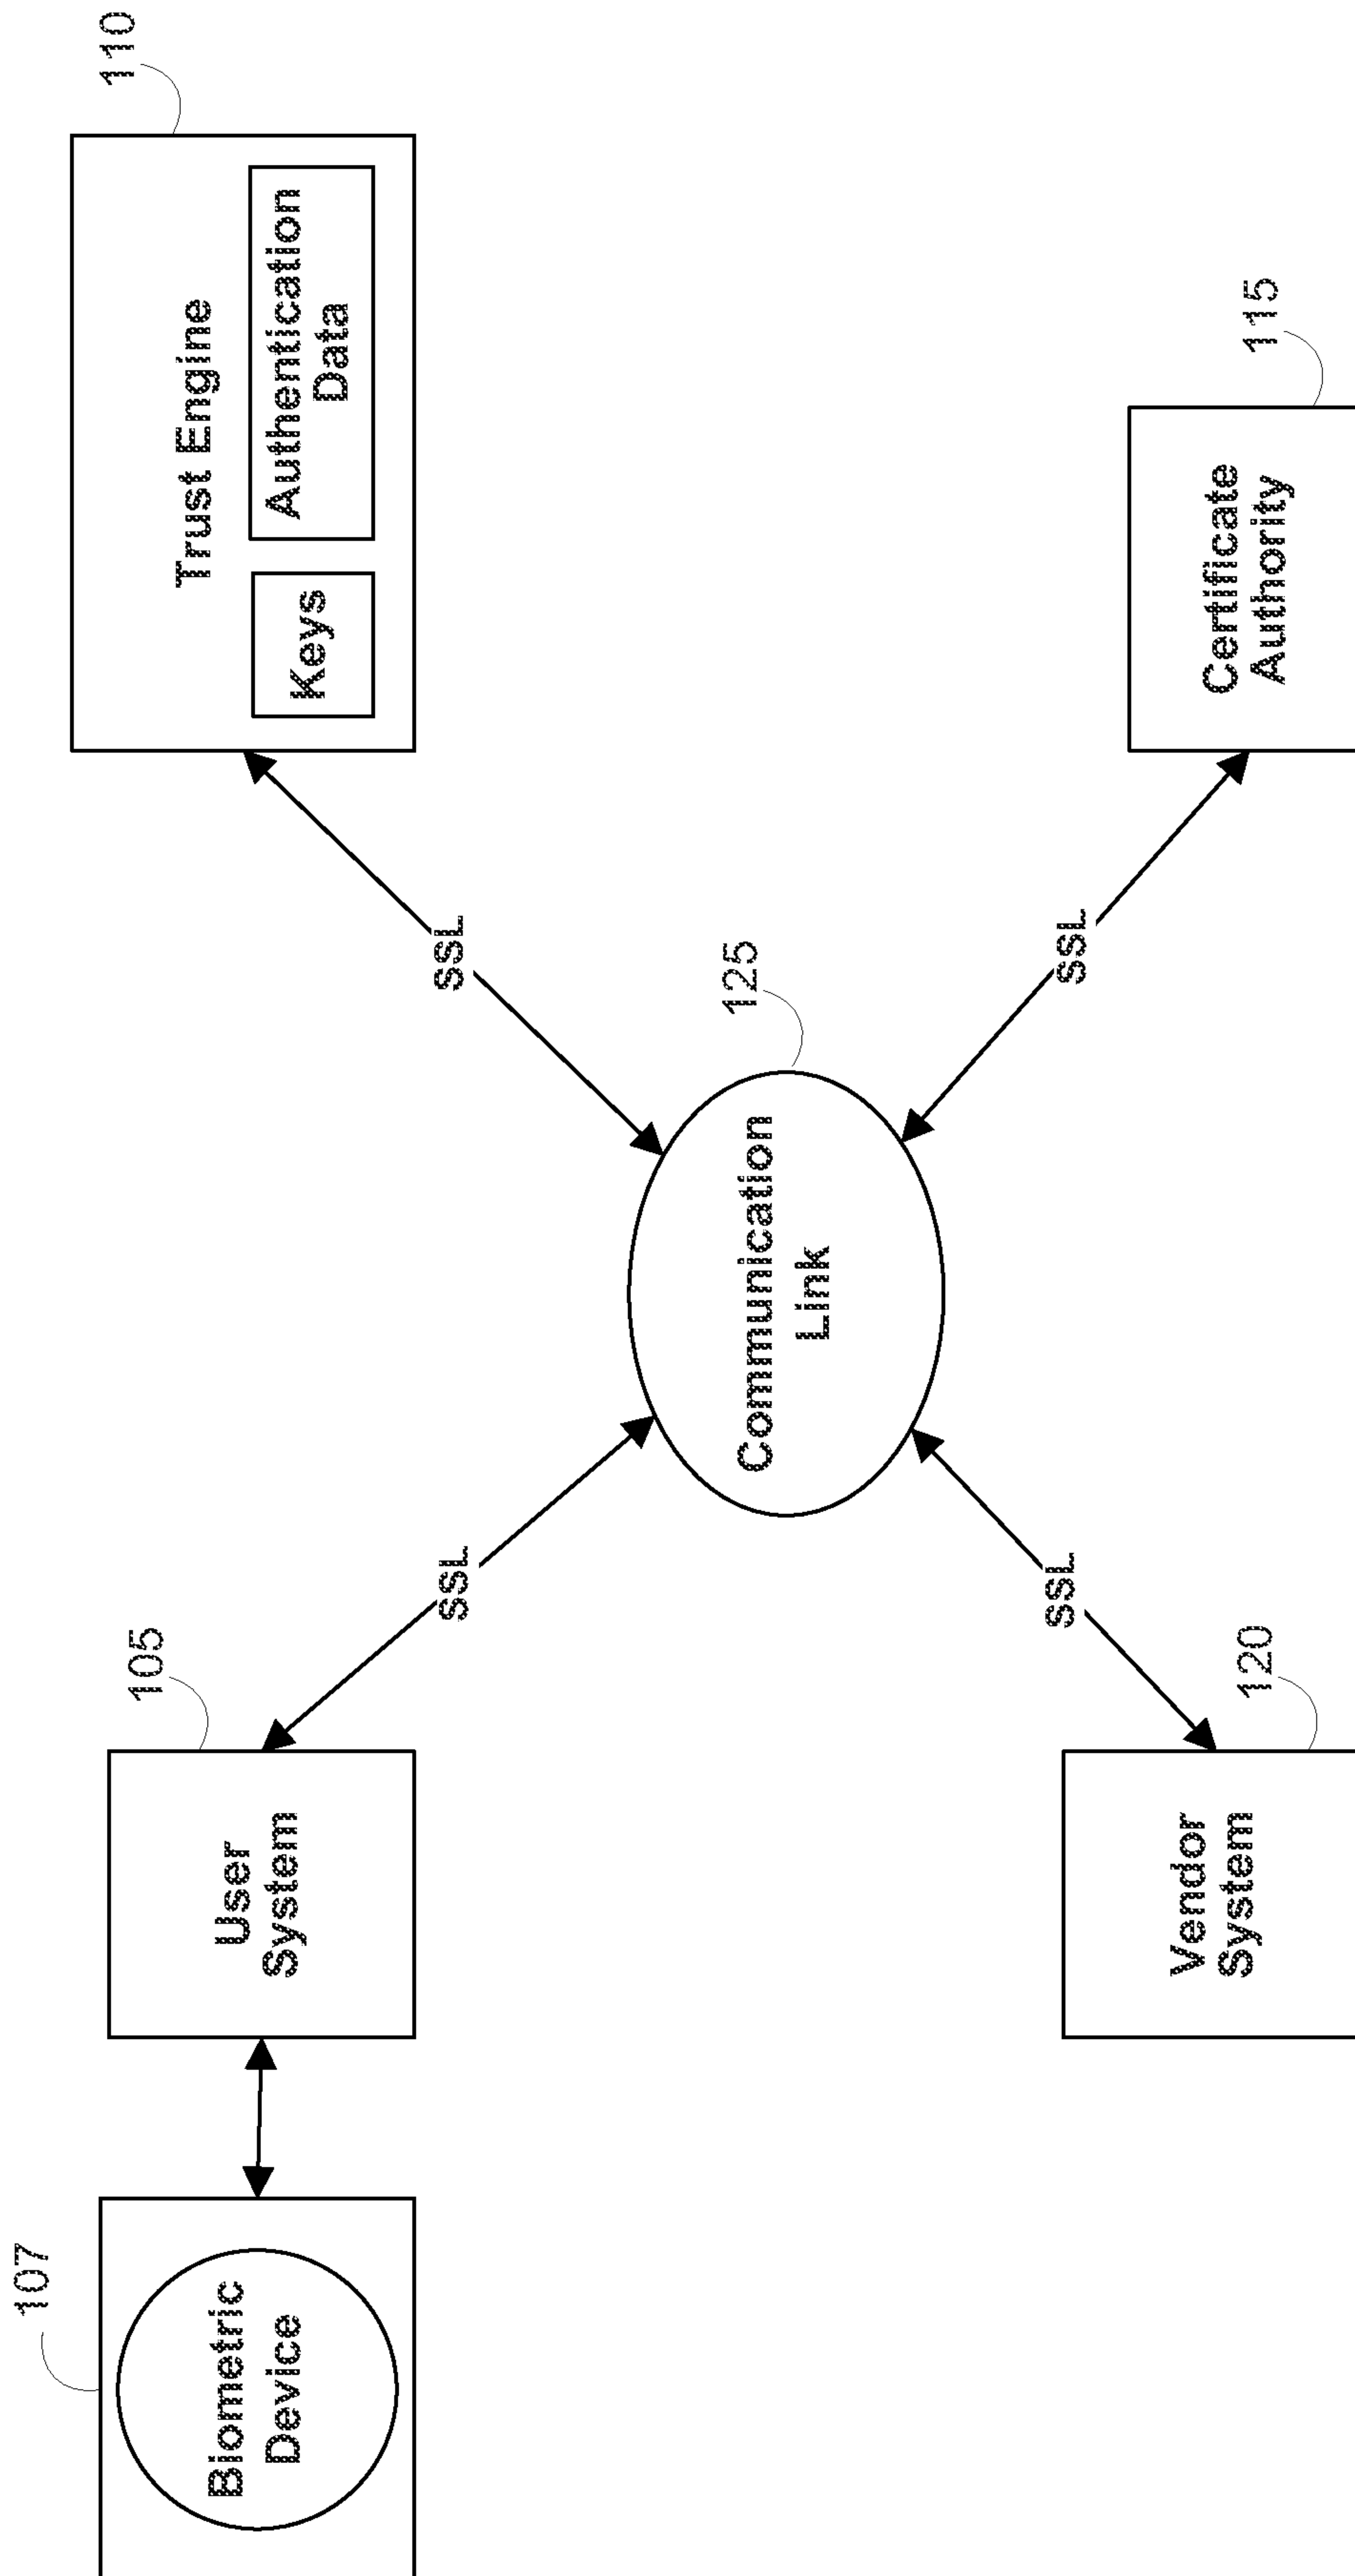 107
Biometric
Device
105
User
System
SSL
110
Trust Engine
Keys
Authentication
Data
SSL
125
Communication
Link
SSL
120
Vendor
System
SSL
115
Certificate
Authority